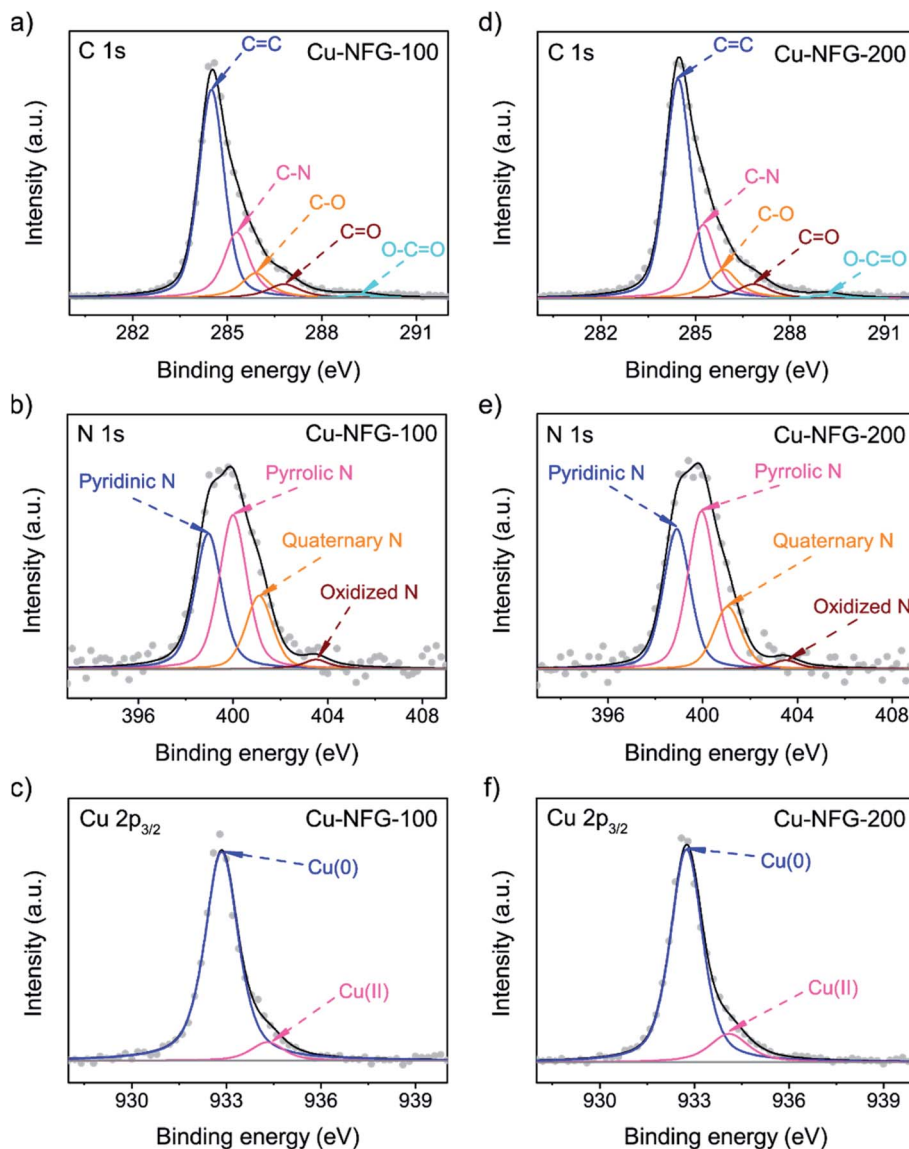 a)
C 1s
Cu-NFG-100
C=C
C-N
C-O
C=O
O-C=O
Intensity (a.u.)
282 285 288 291
Binding energy (eV)
d)
C 1s
Cu-NFG-200
C=C
C-N
C-O
C=O
O-C=O
Intensity (a.u.)
282 285 288 291
Binding energy (eV)
b)
N 1s
Cu-NFG-100
Pyridinic N
Pyrrolic N
Quaternary N
Oxidized N
Intensity (a.u.)
396 400 404 408
Binding energy (eV)
e)
N 1s
Cu-NFG-200
Pyridinic N
Pyrrolic N
Quaternary N
Oxidized N
Intensity (a.u.)
396 400 404 408
Binding energy (eV)
c)
Cu 2p3/2
Cu-NFG-100
Cu(0)
Cu(II)
Intensity (a.u.)
930 933 936 939
Binding energy (eV)
f)
Cu 2p3/2
Cu-NFG-200
Cu(0)
Cu(II)
Intensity (a.u.)
930 933 936 939
Binding energy (eV)